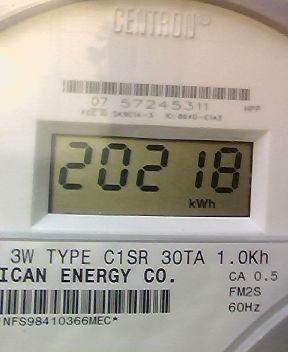 CENTRON
07 57245311
20218
kWh
3W TYPE C1SR 30TA 1.0Kh
ICAN ENERGY CO.
CA 0.5
FM2S
60Hz
NFS98410366MEC*